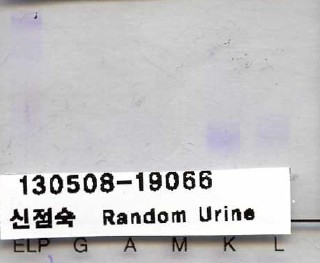 130508-19066
신점숙 Random Urine
ELP G A M K L